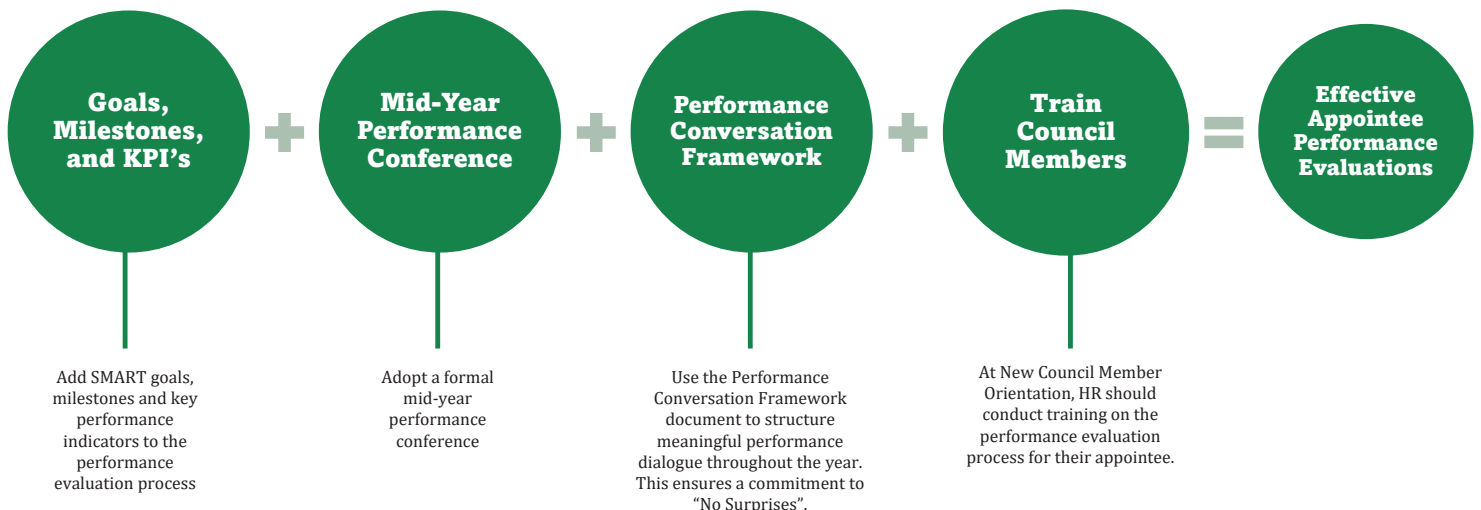 Goals,
Milestones,
and KPI's
Mid-Year
Performance
Conference
Performance
Conversation
Framework
Train
Council
Members
Effective
Appointee
Performance
Evaluations
Add SMART goals,
milestones and key
performance
indicators to the
performance
evaluation process
Adopt a formal
mid-year
performance
conference
Use the Performance
Conversation Framework
document to structure
meaningful performance
dialogue throughout the year.
This ensures a commitment to
“No Surprises”.
At New Council Member
Orientation, HR should
conduct training on the
performance evaluation
process for their appointee.